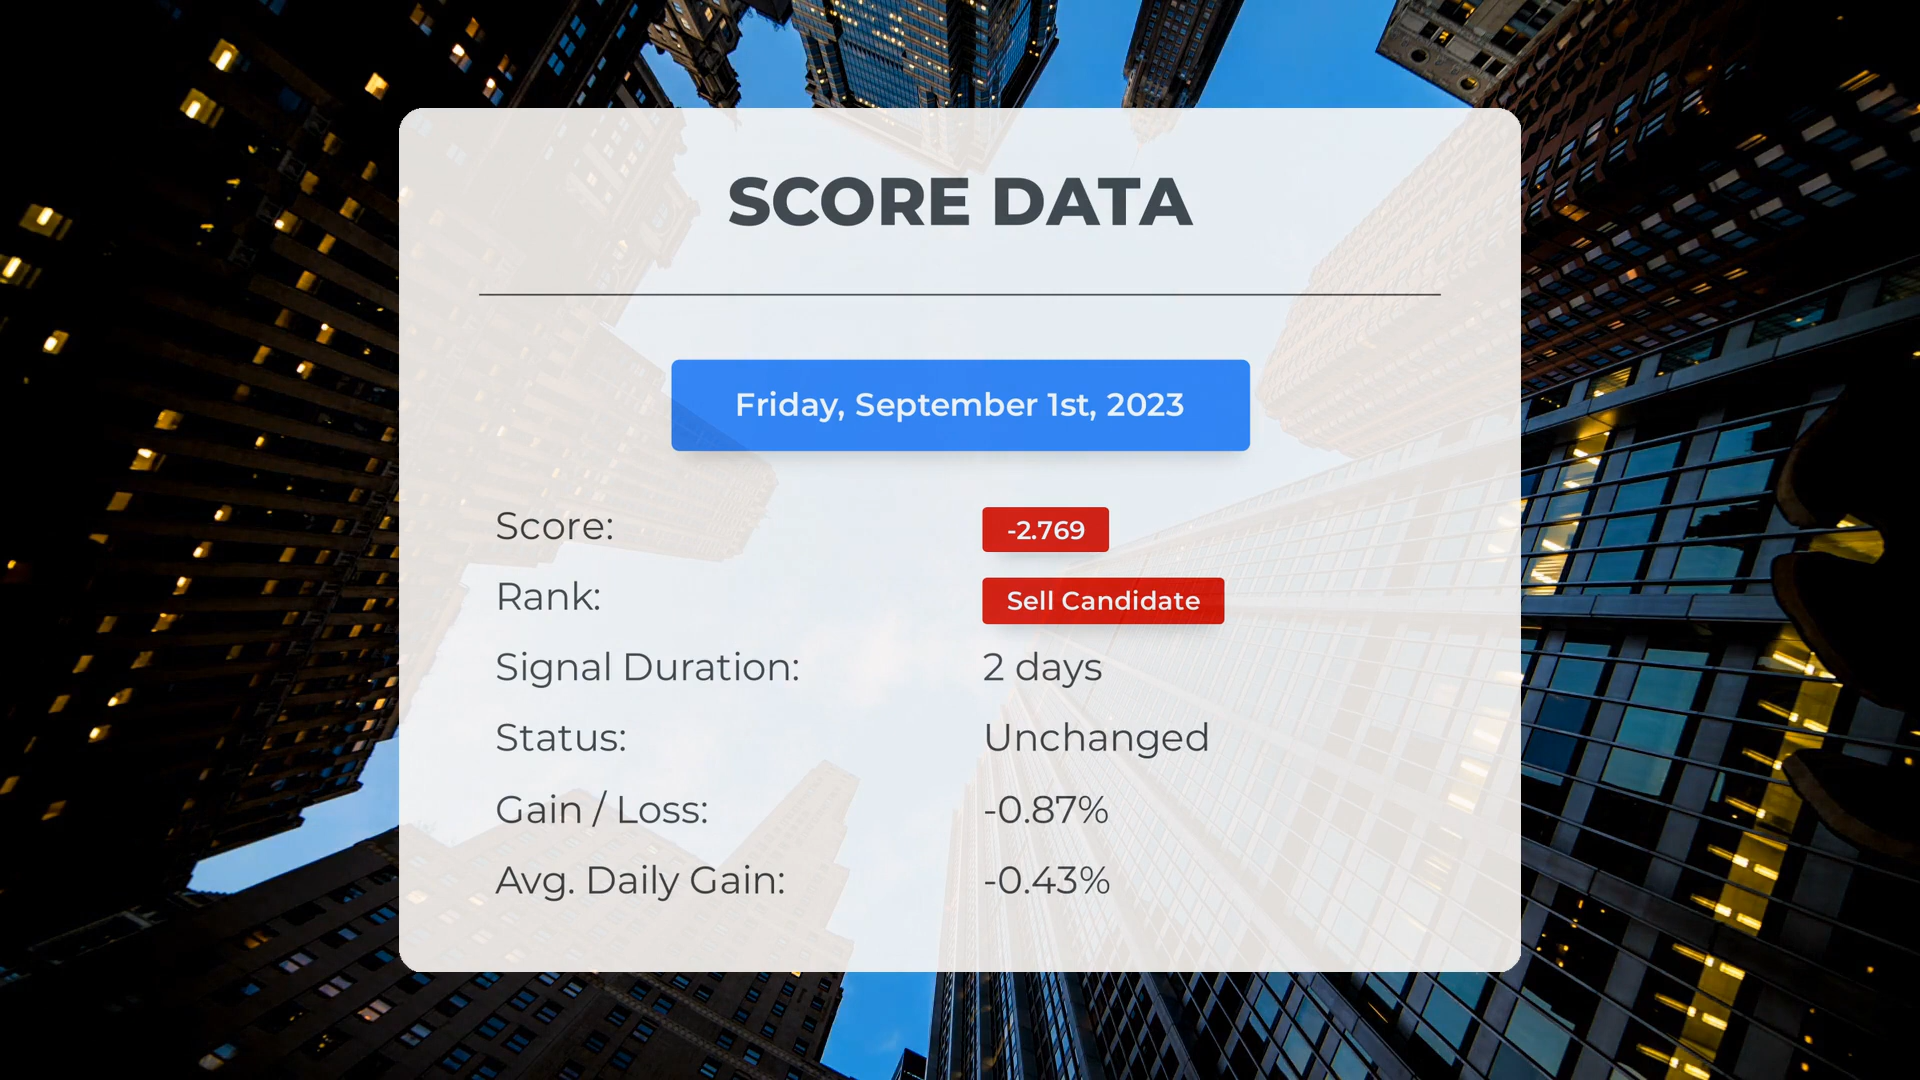 SCORE DATA
Friday, September 1st, 2023
Score: -2.769
Rank: Sell Candidate
Signal Duration: 2 days
Status: Unchanged
Gain / Loss: -0.87%
Avg. Daily Gain: -0.43%